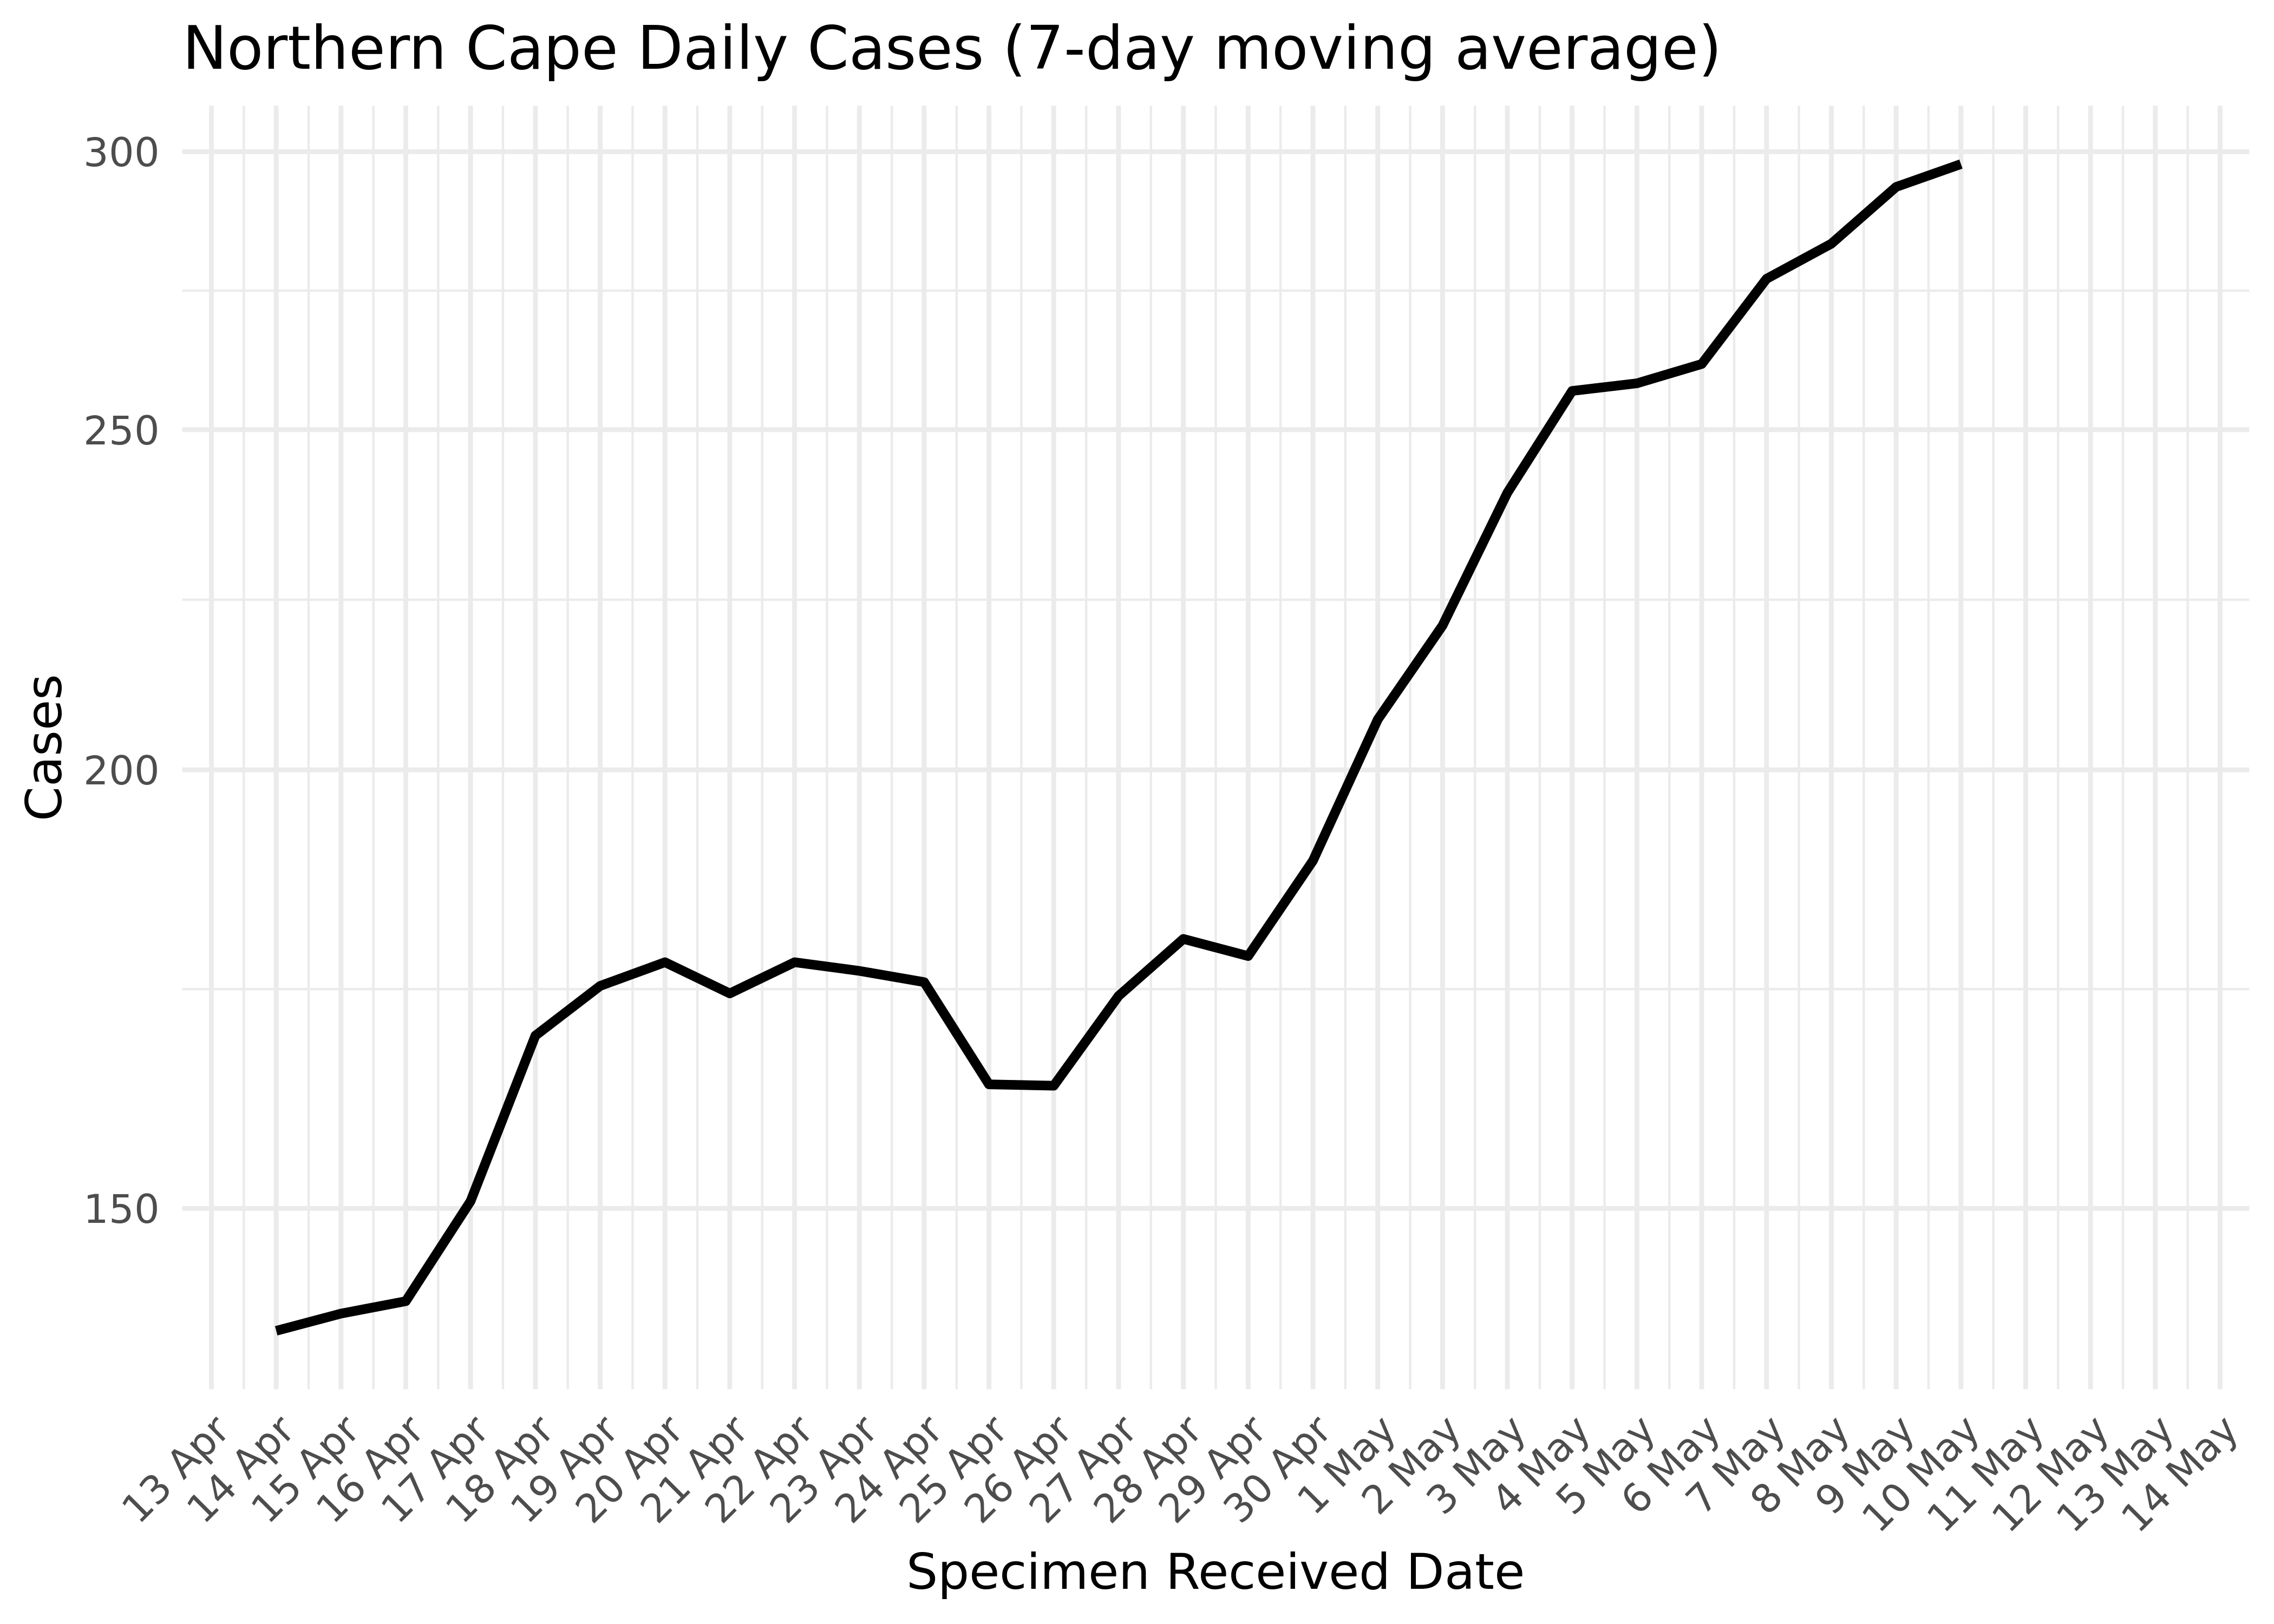 Northern Cape Daily Cases (7-day moving average)
300
250
200
150
Cases
13 Apr
14 Apr
15 Apr
16 Apr
17 Apr
18 Apr
19 Apr
20 Apr
21 Apr
22 Apr
23 Apr
24 Apr
25 Apr
26 Apr
27 Apr
28 Apr
29 Apr
30 Apr
1 May
2 May
3 May
4 May
5 May
6 May
7 May
8 May
9 May
10 May
11 May
12 May
13 May
14 May
Specimen Received Date